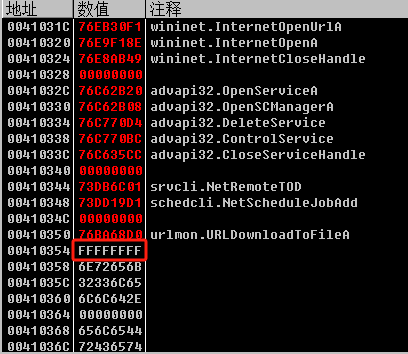 地址 数值 注释
0041031C 76EB30F1 wininet.InternetOpenUrlA
00410320 76E9F18E wininet.InternetOpenA
00410324 76E8AB49 wininet.InternetCloseHandle
00410328 00000000
0041032C 76C62B20 advapi32.OpenServiceA
00410330 76C62B08 advapi32.OpenSCManagerA
00410334 76C770D4 advapi32.DeleteService
00410338 76C770BC advapi32.ControlService
0041033C 76C635CC advapi32.CloseServiceHandle
00410340 00000000
00410344 73DB6C01 srvcli.NetRemoteTOD
00410348 73DD19D1 schedcli.NetScheduleJobAdd
0041034C 00000000
00410350 76BA68D0 urlmon.URLDownloadToFileA
00410354 FFFFFFFF
00410358 6E72656B
0041035C 32336C65
00410360 6C6C642E
00410364 00000000
00410368 656C6544
0041036C 72436574